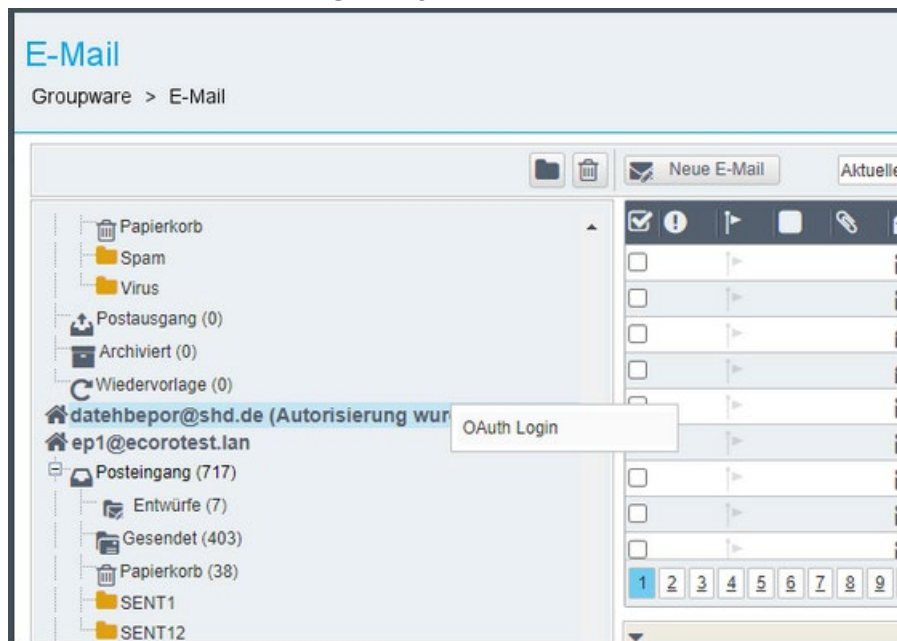 E-Mail
Groupware > E-Mail
Neue E-Mail
Aktuelle
Papierkorb
Spam
Virus
Postausgang (0)
Archiviert (0)
Wiedervorlage (0)
datehbepor@shd.de (Autorisierung wur
OAuth Login
ep1@ecorotest.lan
Posteingang (717)
Entwürfe (7)
Gesendet (403)
Papierkorb (38)
SENT1
SENT12
1 2 3 4 5 6 7 8 9